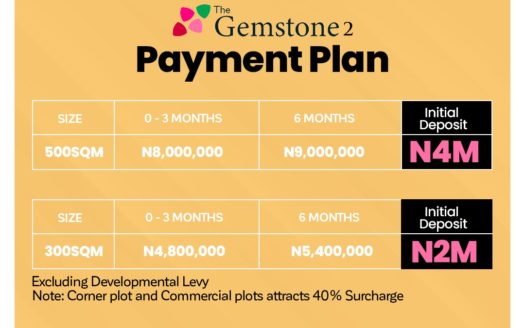 The
Gemstone 2
Payment Plan
SIZE 0 - 3 MONTHS 6 MONTHS Initial Deposit
500SQM N8,000,000 N9,000,000 N4M
SIZE 0 - 3 MONTHS 6 MONTHS Initial Deposit
300SQM N4,800,000 N5,400,000 N2M
Excluding Developmental Levy
Note: Corner plot and Commercial plots attracts 40% Surcharge